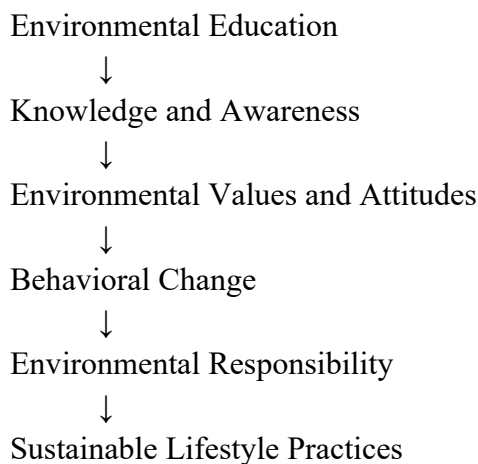 Environmental Education
↓
Knowledge and Awareness
↓
Environmental Values and Attitudes
↓
Behavioral Change
↓
Environmental Responsibility
↓
Sustainable Lifestyle Practices